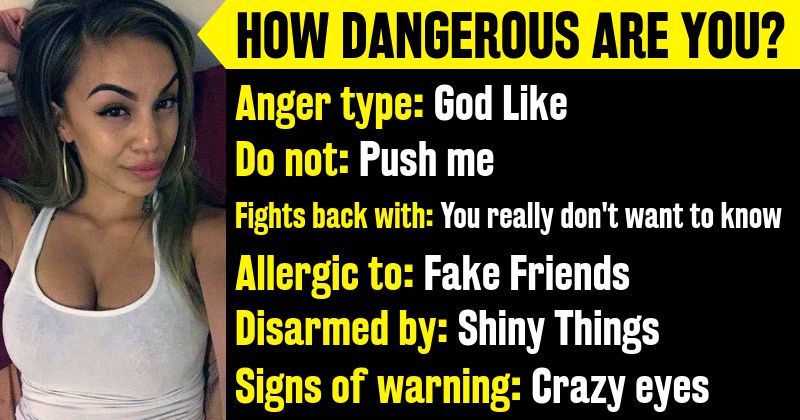 HOW DANGEROUS ARE YOU?
Anger type: God Like
Do not: Push me
Fights back with: You really don't want to know
Allergic to: Fake Friends
Disarmed by: Shiny Things
Signs of warning: Crazy eyes